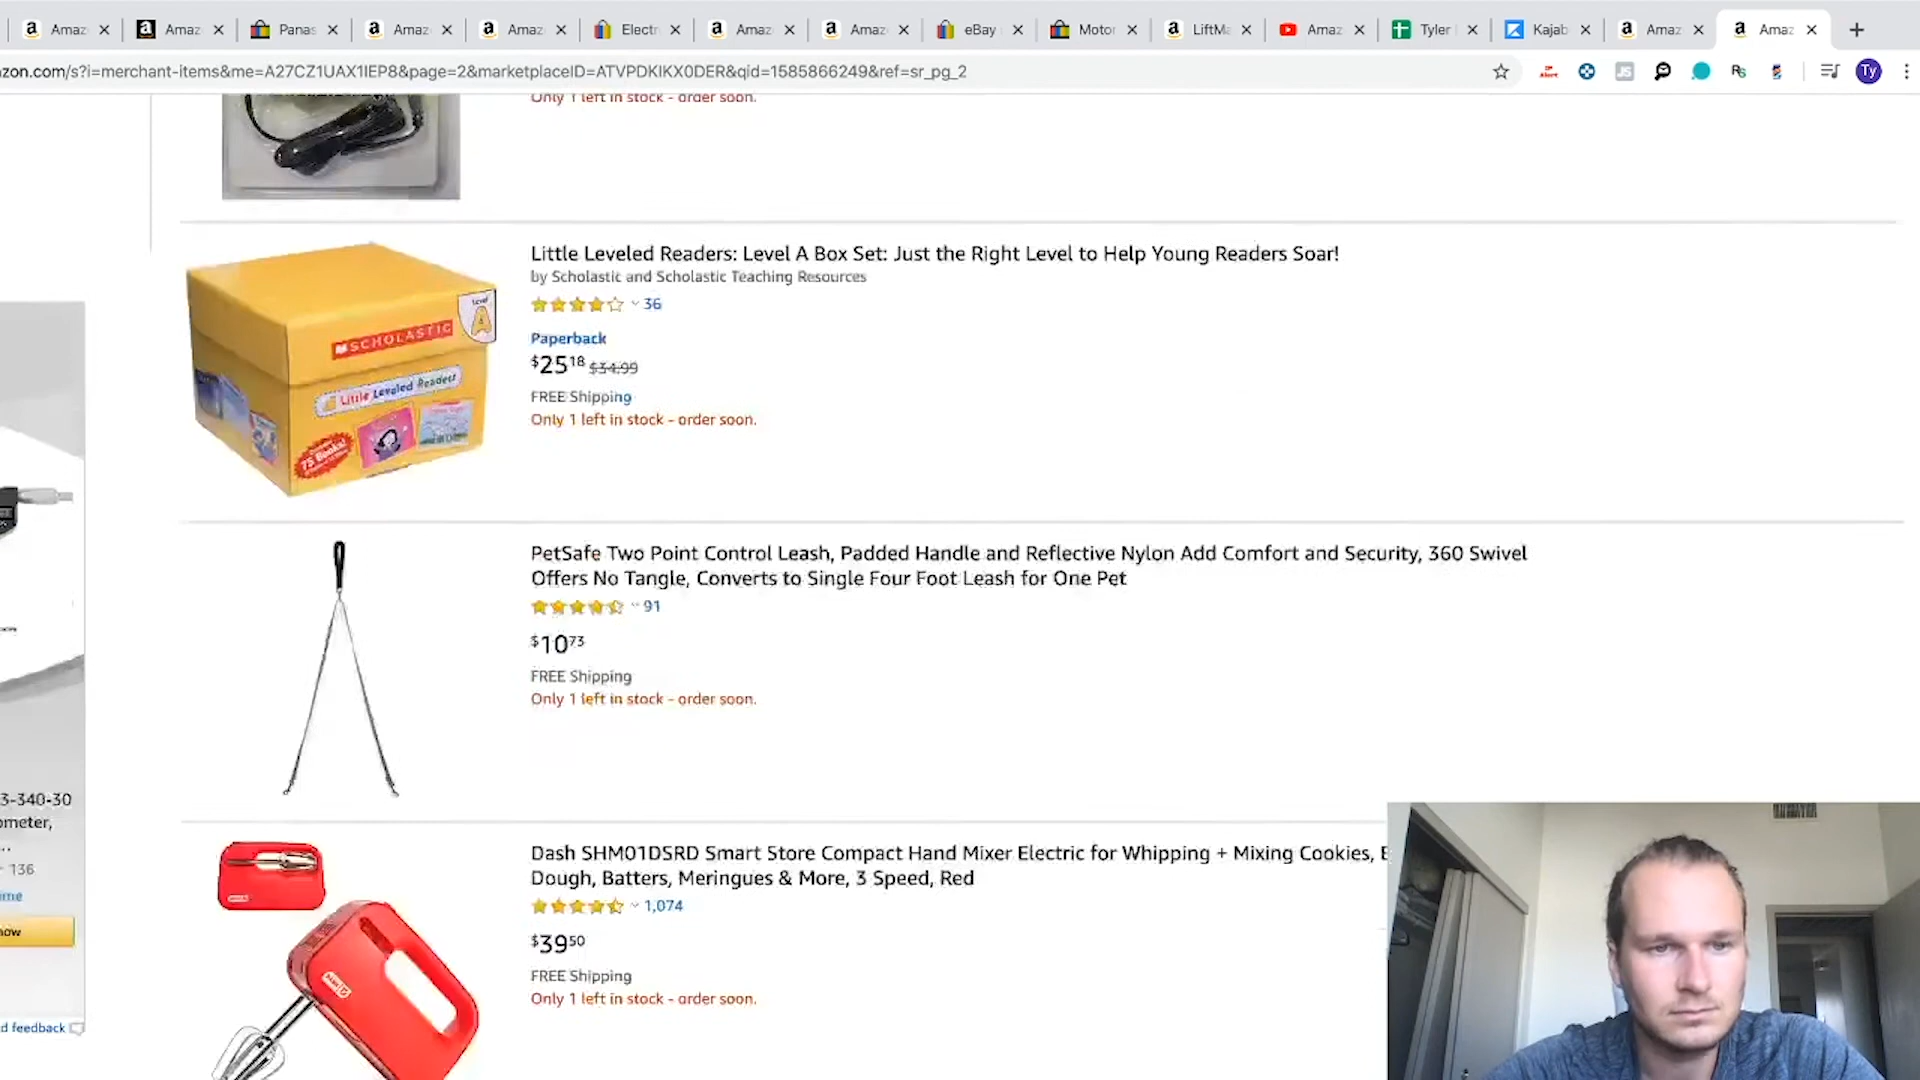 Amaz
Amaz
Panas
Amaz
Amaz
Electr
Amaz
Amaz
eBay
Motor
LiftMa
Amaz
Tyler
Kajab
Amaz
Amaz
zon.com/s?i=merchant-items&me=A27CZ1UAX1IEP8&page=2&marketplaceID=ATVPDKIKX0DER&qid=1585866249&ref=sr_pg_2
Ty
Only 1 left in stock - order soon.
Little Leveled Readers: Level A Box Set: Just the Right Level to Help Young Readers Soar!
by Scholastic and Scholastic Teaching Resources
36
Paperback
$25 18 $34.99
FREE Shipping
Only 1 left in stock - order soon.
Level
A
SCHOLASTIC
Little Leveled Readers
75 Books!
PetSafe Two Point Control Leash, Padded Handle and Reflective Nylon Add Comfort and Security, 360 Swivel
Offers No Tangle, Converts to Single Four Foot Leash for One Pet
91
$10 73
FREE Shipping
Only 1 left in stock - order soon.
3-340-30
ometer,
...
136
ime
now
d feedback
Dash SHM01DSRD Smart Store Compact Hand Mixer Electric for Whipping + Mixing Cookies, B
Dough, Batters, Meringues & More, 3 Speed, Red
1,074
$39 50
FREE Shipping
Only 1 left in stock - order soon.